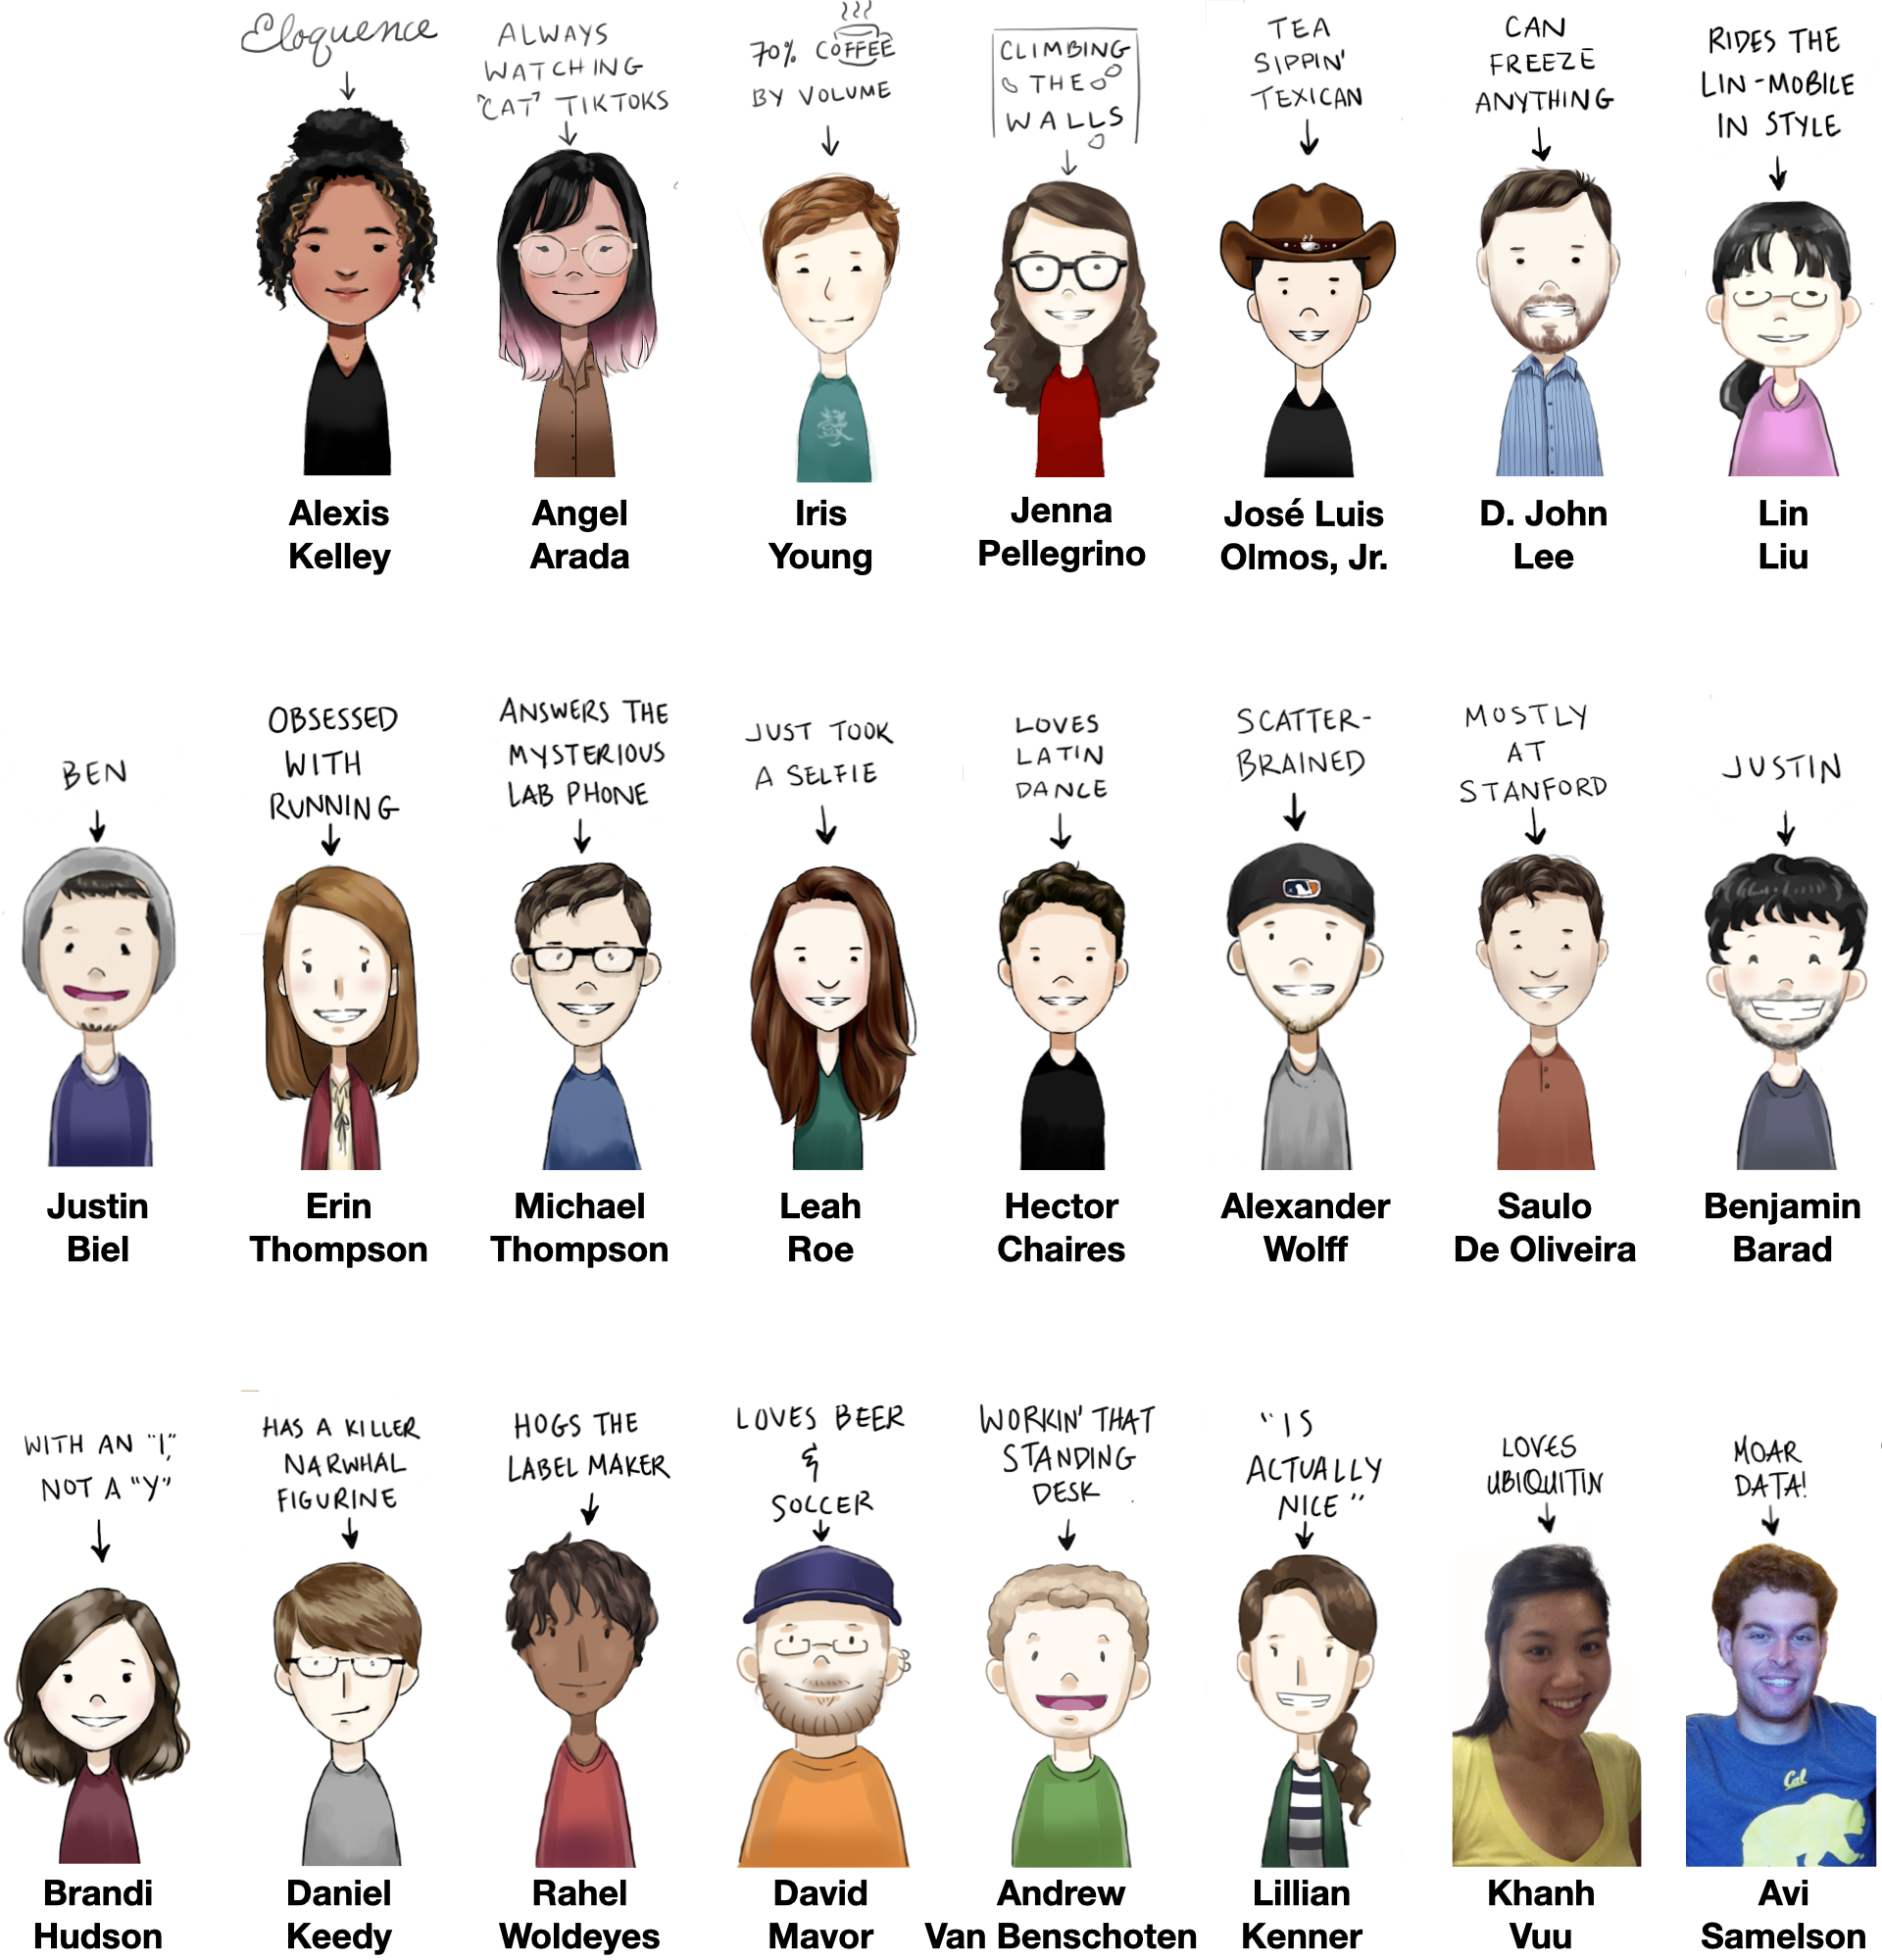 Eloquence
ALWAYS
WATCHING
"CAT" TIKTOKS
70% COFFEE
BY VOLUME
CLIMBING
THE
WALLS
TEA
SIPPIN'
TEXICAN
CAN
FREEZE
ANYTHING
RIDES THE
LIN-MOBILE
IN STYLE
Alexis
Kelley
Angel
Arada
Iris
Young
Jenna
Pellegrino
José Luis
Olmos, Jr.
D. John
Lee
Lin
Liu
BEN
OBSESSED
WITH
RUNNING
ANSWERS THE
MYSTERIOUS
LAB PHONE
JUST TOOK
A SELFIE
LOVES
LATIN
DANCE
SCATTER-
BRAINED
MOSTLY
AT
STANFORD
JUSTIN
Justin
Biel
Erin
Thompson
Michael
Thompson
Leah
Roe
Hector
Chaires
Alexander
Wolff
Saulo
De Oliveira
Benjamin
Barad
WITH AN "I,"
NOT A "Y"
HAS A KILLER
NARWHAL
FIGURINE
HOGS THE
LABEL MAKER
LOVES BEER
&
SOCCER
WORKIN' THAT
STANDING
DESK
"IS
ACTUALLY
NICE"
LOVES
UBIQUITIN
MOAR
DATA!
Cal
Brandi
Hudson
Daniel
Keedy
Rahel
Woldeyes
David
Mavor
Andrew
Van Benschoten
Lillian
Kenner
Khanh
Vuu
Avi
Samelson